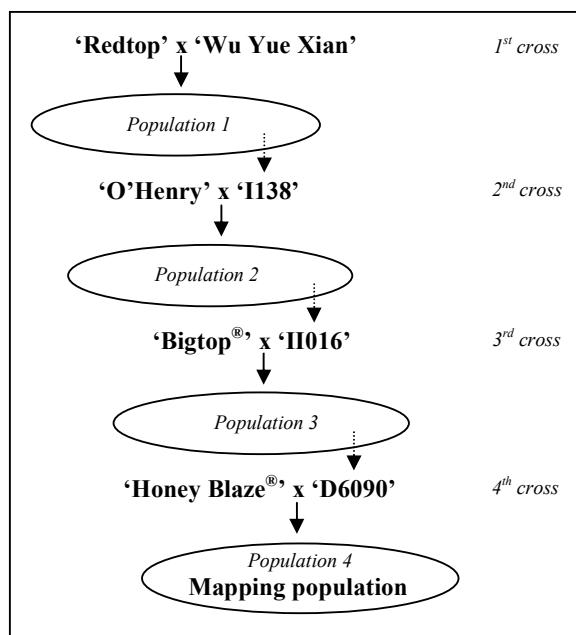 ‘Redtop’ x ‘Wu Yue Xian’ 1st cross
Population 1
‘O’Henry’ x ‘I138’ 2nd cross
Population 2
‘Bigtop®’ x ‘II016’ 3rd cross
Population 3
‘Honey Blaze®’ x ‘D6090’ 4th cross
Population 4
Mapping population